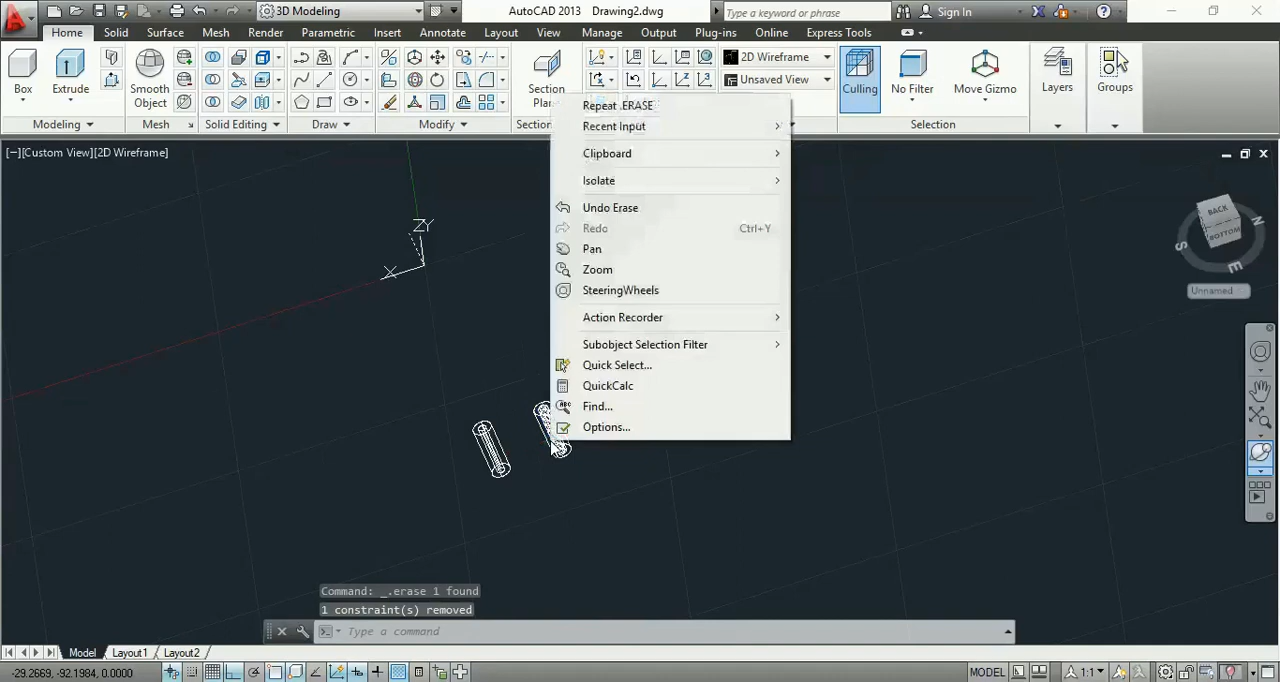 3D Modeling
AutoCAD 2013 Drawing2.dwg
Type a keyword or phrase
Sign In
Home Solid Surface Mesh Render Parametric Insert Annotate Layout View Manage Output Plug-ins Online Express Tools
Box
Extrude
Smooth
Object
Section
2D Wireframe
Unsaved View
Culling
No Filter
Move Gizmo
Layers
Groups
Modeling
Mesh
Solid Editing
Draw
Modify
Selection
[−][Custom View][2D Wireframe]
Repeat .ERASE
Recent Input
Clipboard
Isolate
Undo Erase
Redo Ctrl+Y
Pan
Zoom
SteeringWheels
Action Recorder
Subobject Selection Filter
Quick Select...
QuickCalc
Find...
Options...
ZY
X
BACK
BOTTOM
N
S
E
Unnamed
Command: _.erase 1 found
1 constraint(s) removed
Type a command
Model Layout1 Layout2
-29.2669, -92.1984, 0.0000
MODEL
1:1